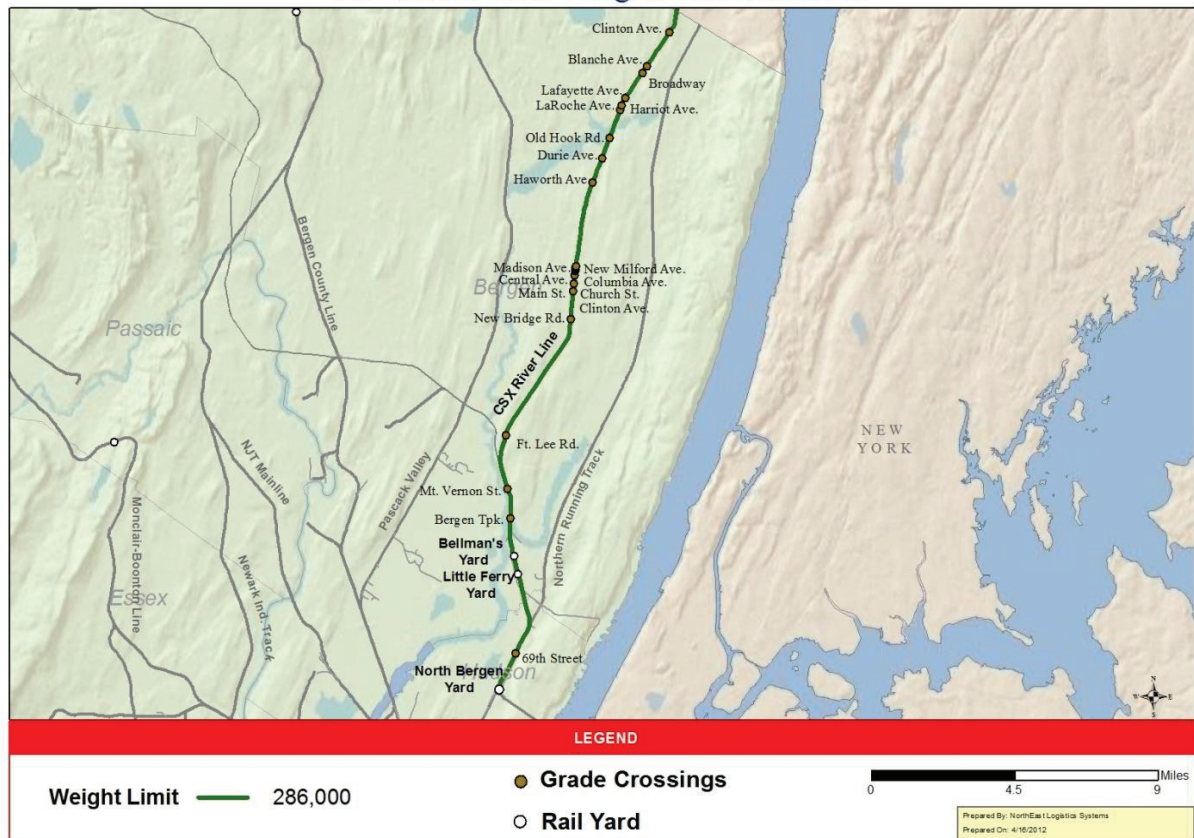 Clinton Ave.
Blanche Ave.
Broadway
Lafayette Ave.
LaRoche Ave.
Harriot Ave.
Old Hook Rd.
Durie Ave.
Haworth Ave.
Bergen County Line
Madison Ave.
New Milford Ave.
Central Ave.
Columbia Ave.
Bergen
Main St.
Church St.
Clinton Ave.
New Bridge Rd.
Passaic
CSX River Line
NEW
YORK
Ft. Lee Rd.
NJT Mainline
Pascack Valley
Mt. Vernon St.
Northern Running Track
Bergen Tpk.
Monclair-Boonton Line
Bellman's
Yard
Little Ferry
Yard
Newark Ind. Track
Essex
69th Street
North Bergen
Yard
Hudson
N
W
E
S
LEGEND
Weight Limit
286,000
Grade Crossings
Rail Yard
Miles
0
4.5
9
Prepared By: NorthEast Logistics Systems
Prepared On: 4/16/2012